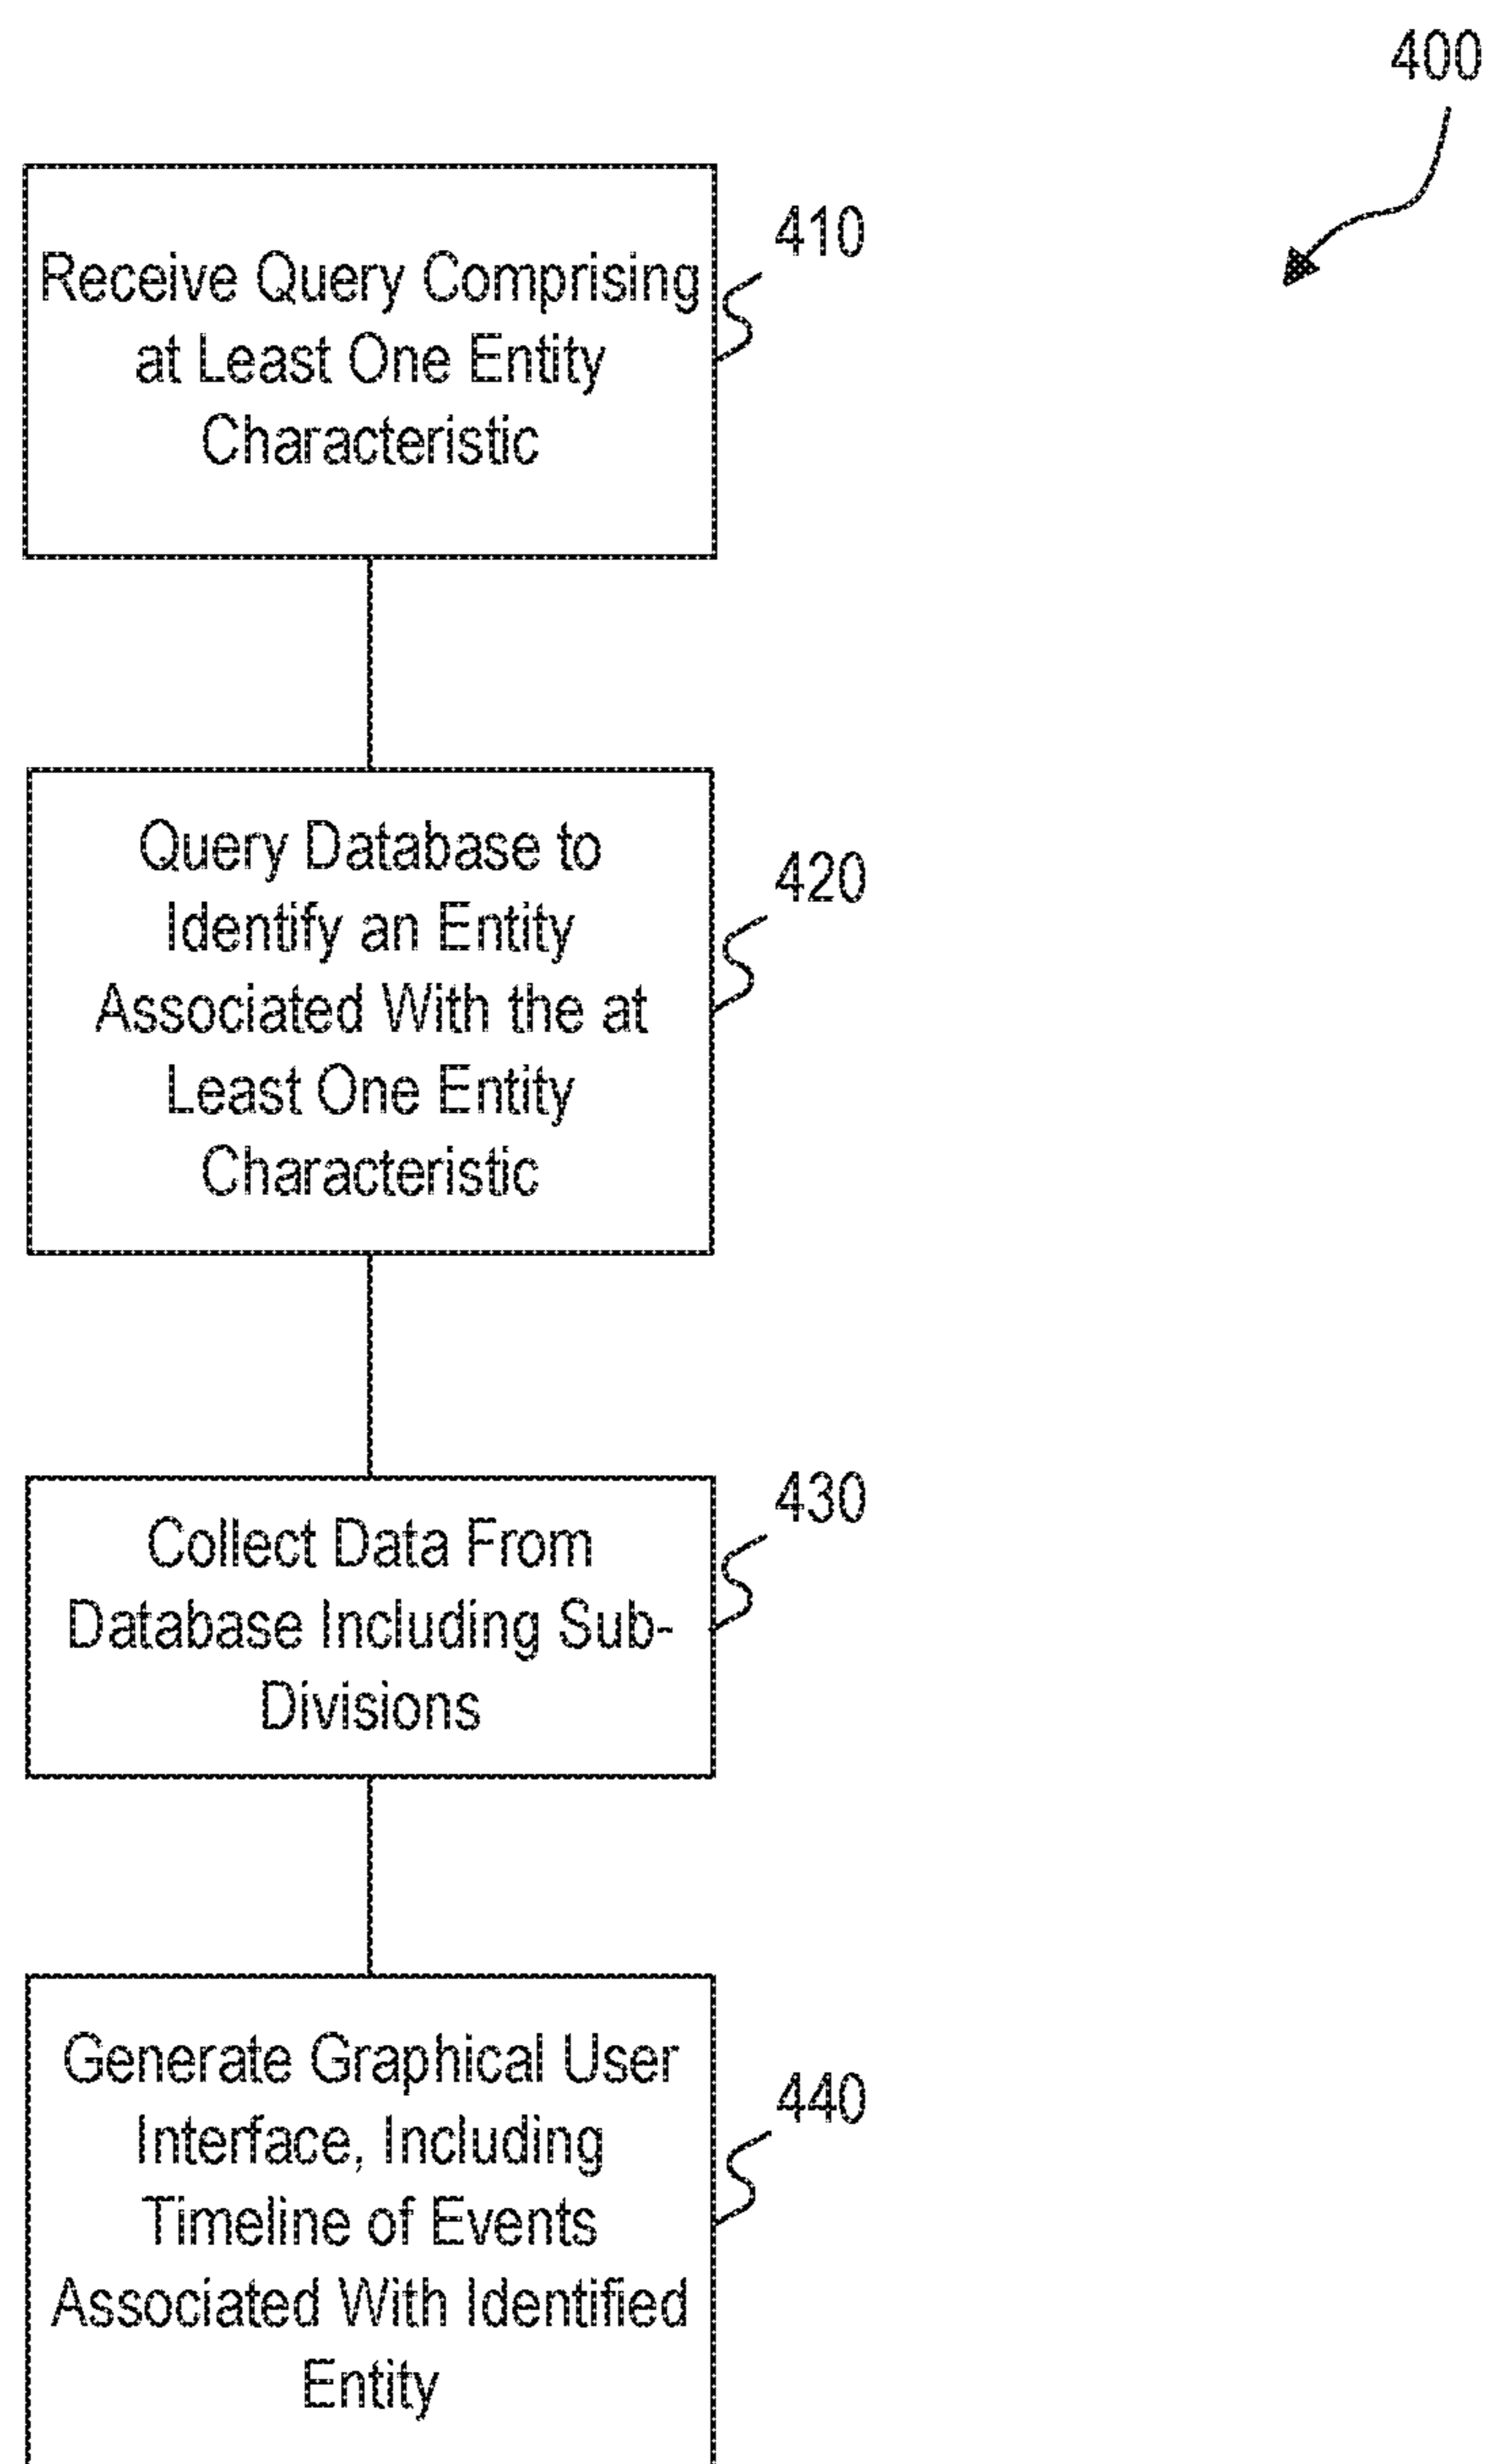 400
410
Receive Query Comprising
at Least One Entity
Characteristic
420
Query Database to
Identify an Entity
Associated With the at
Least One Entity
Characteristic
430
Collect Data From
Database Including Sub-
Divisions
440
Generate Graphical User
Interface, Including
Timeline of Events
Associated With Identified
Entity